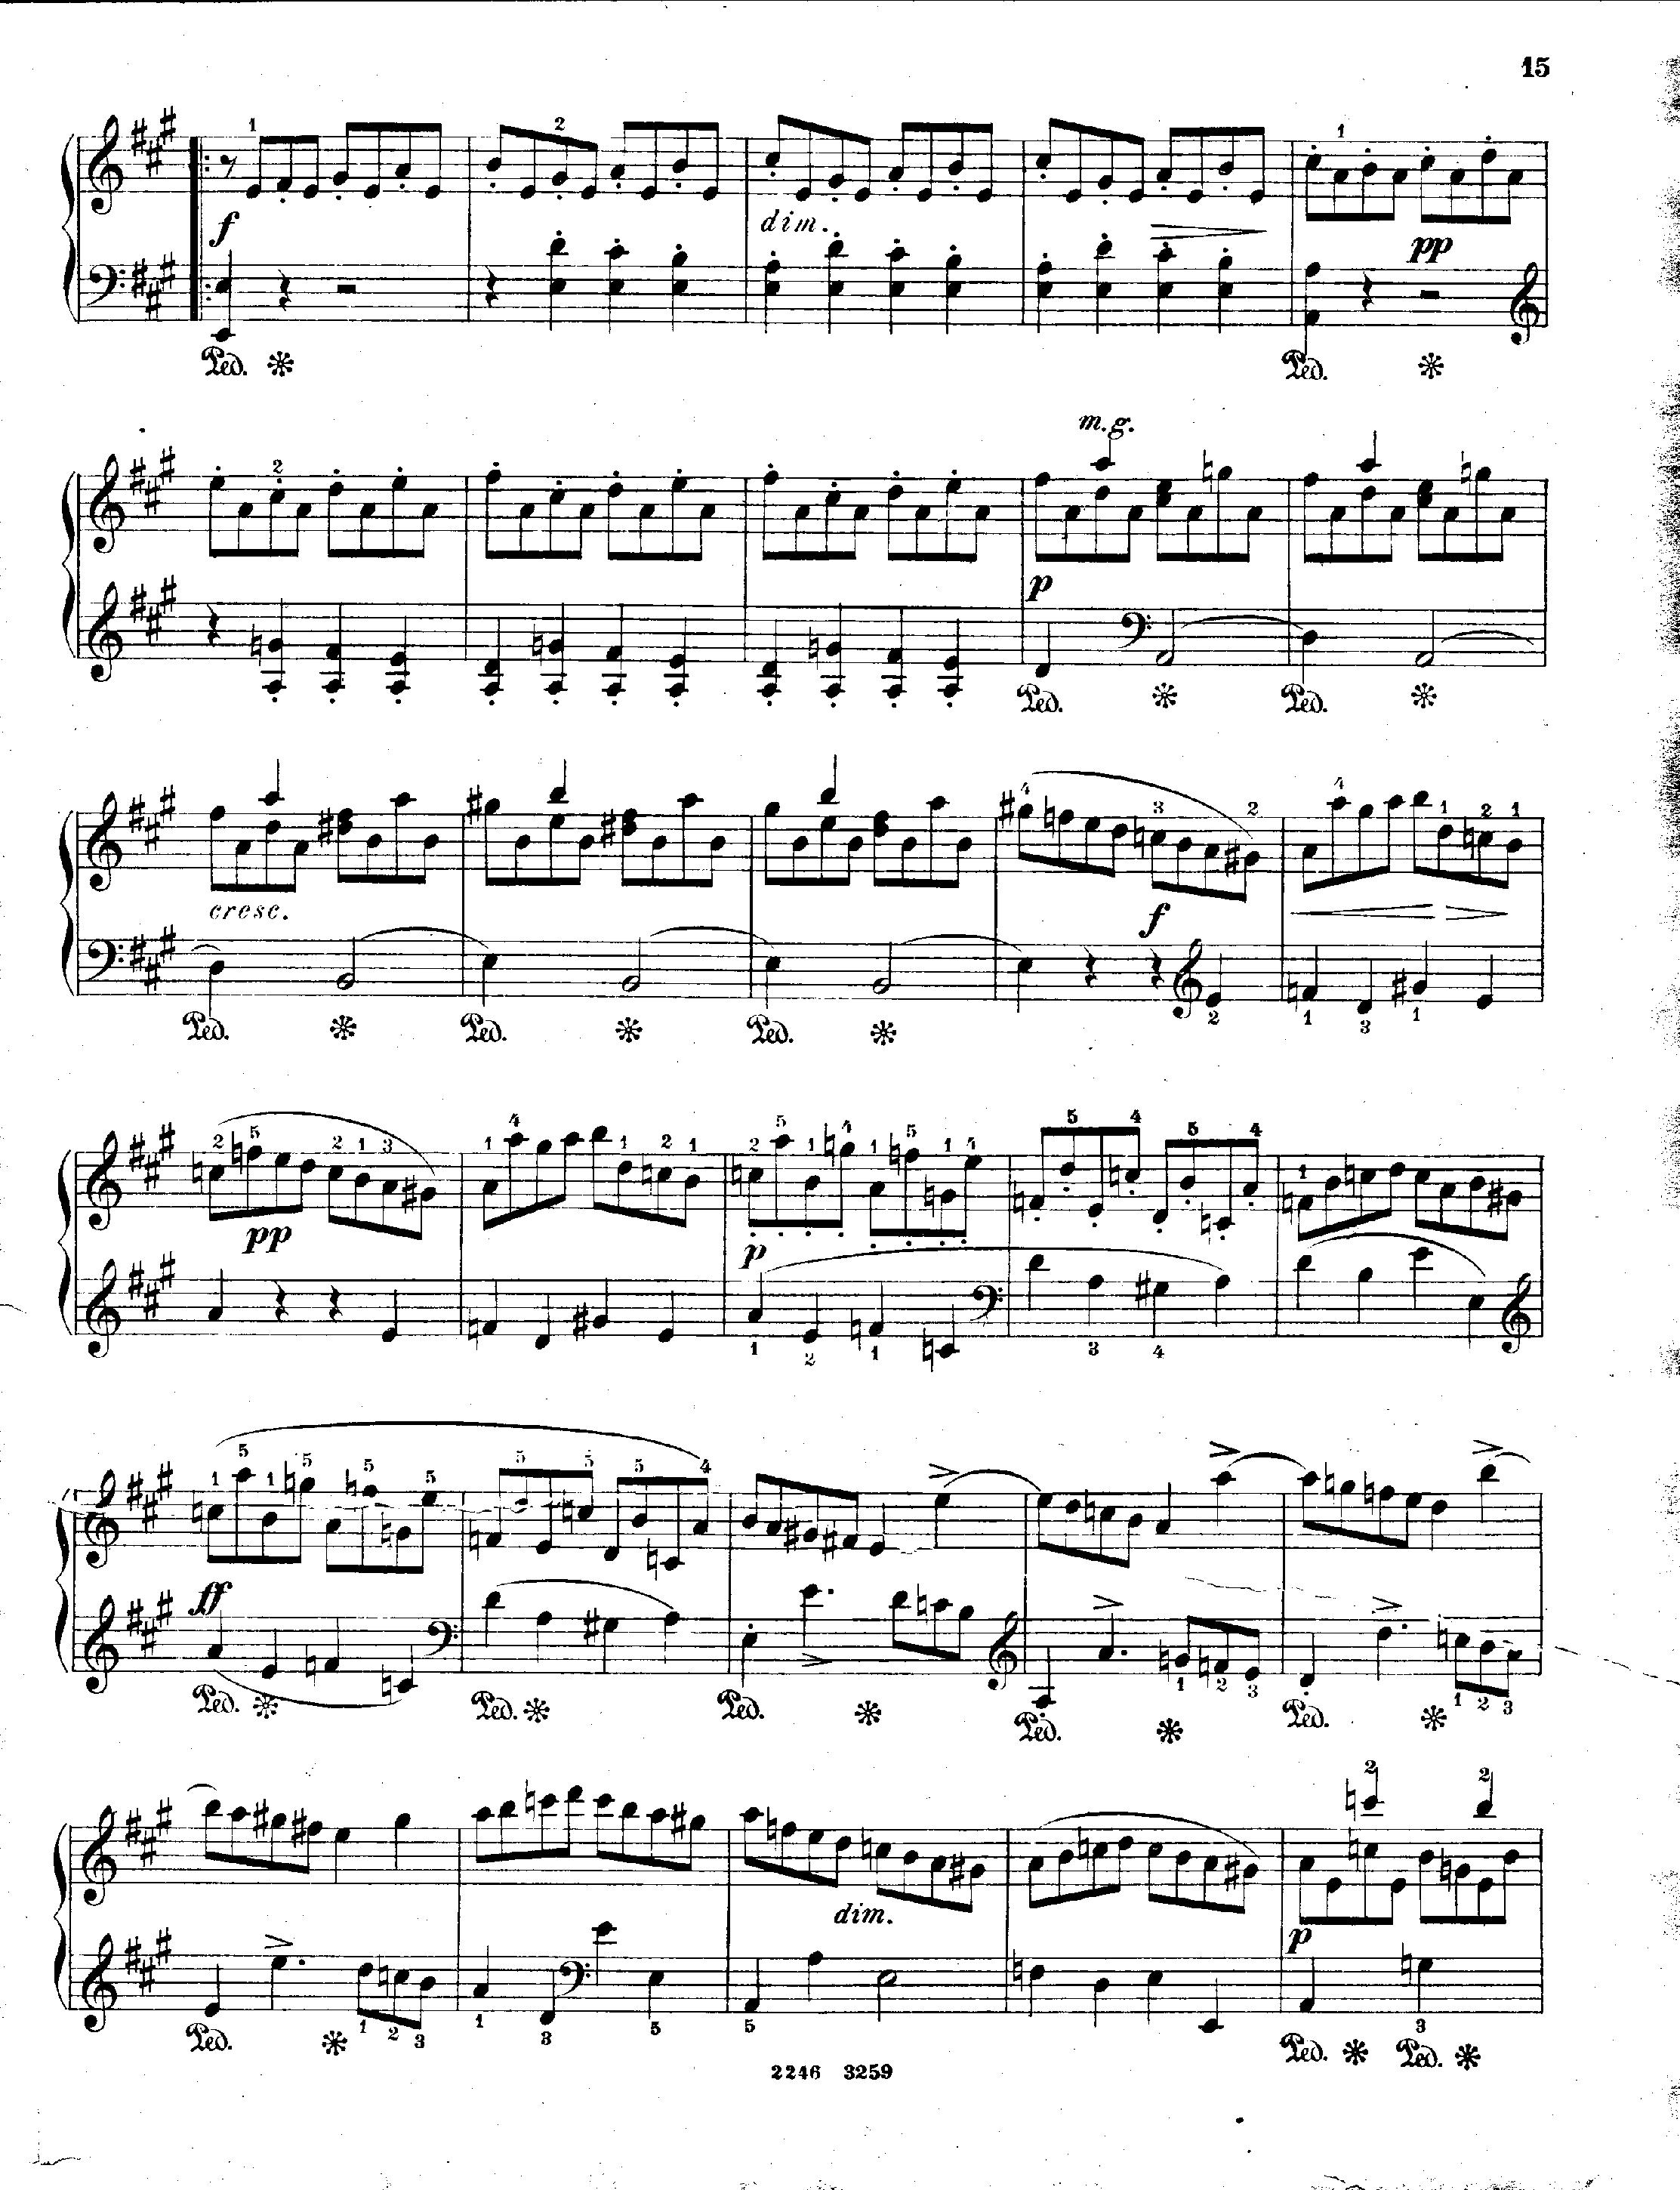 15
1 2 1
f dim. pp
Ped. Ped.
m. g.
2
p
Ped. Ped.
4 3 2 4 1 2 1
cresc. f
2 1 3 1
Ped. Ped. Ped.
2 5 2 1 3 1 4 1 2 1 2 5 1 4 1 5 1 4 5 4 5 4 1
pp p
1 2 1 3 4
1 5 1 5 5 5 5 5 5 4
ff
1 2 3 1 2 3
Ped. Ped. Ped. Ped. Ped.
2 2
dim. p
1 2 3 1 3 5 5 3
Ped. Ped. Ped.
2246 3259